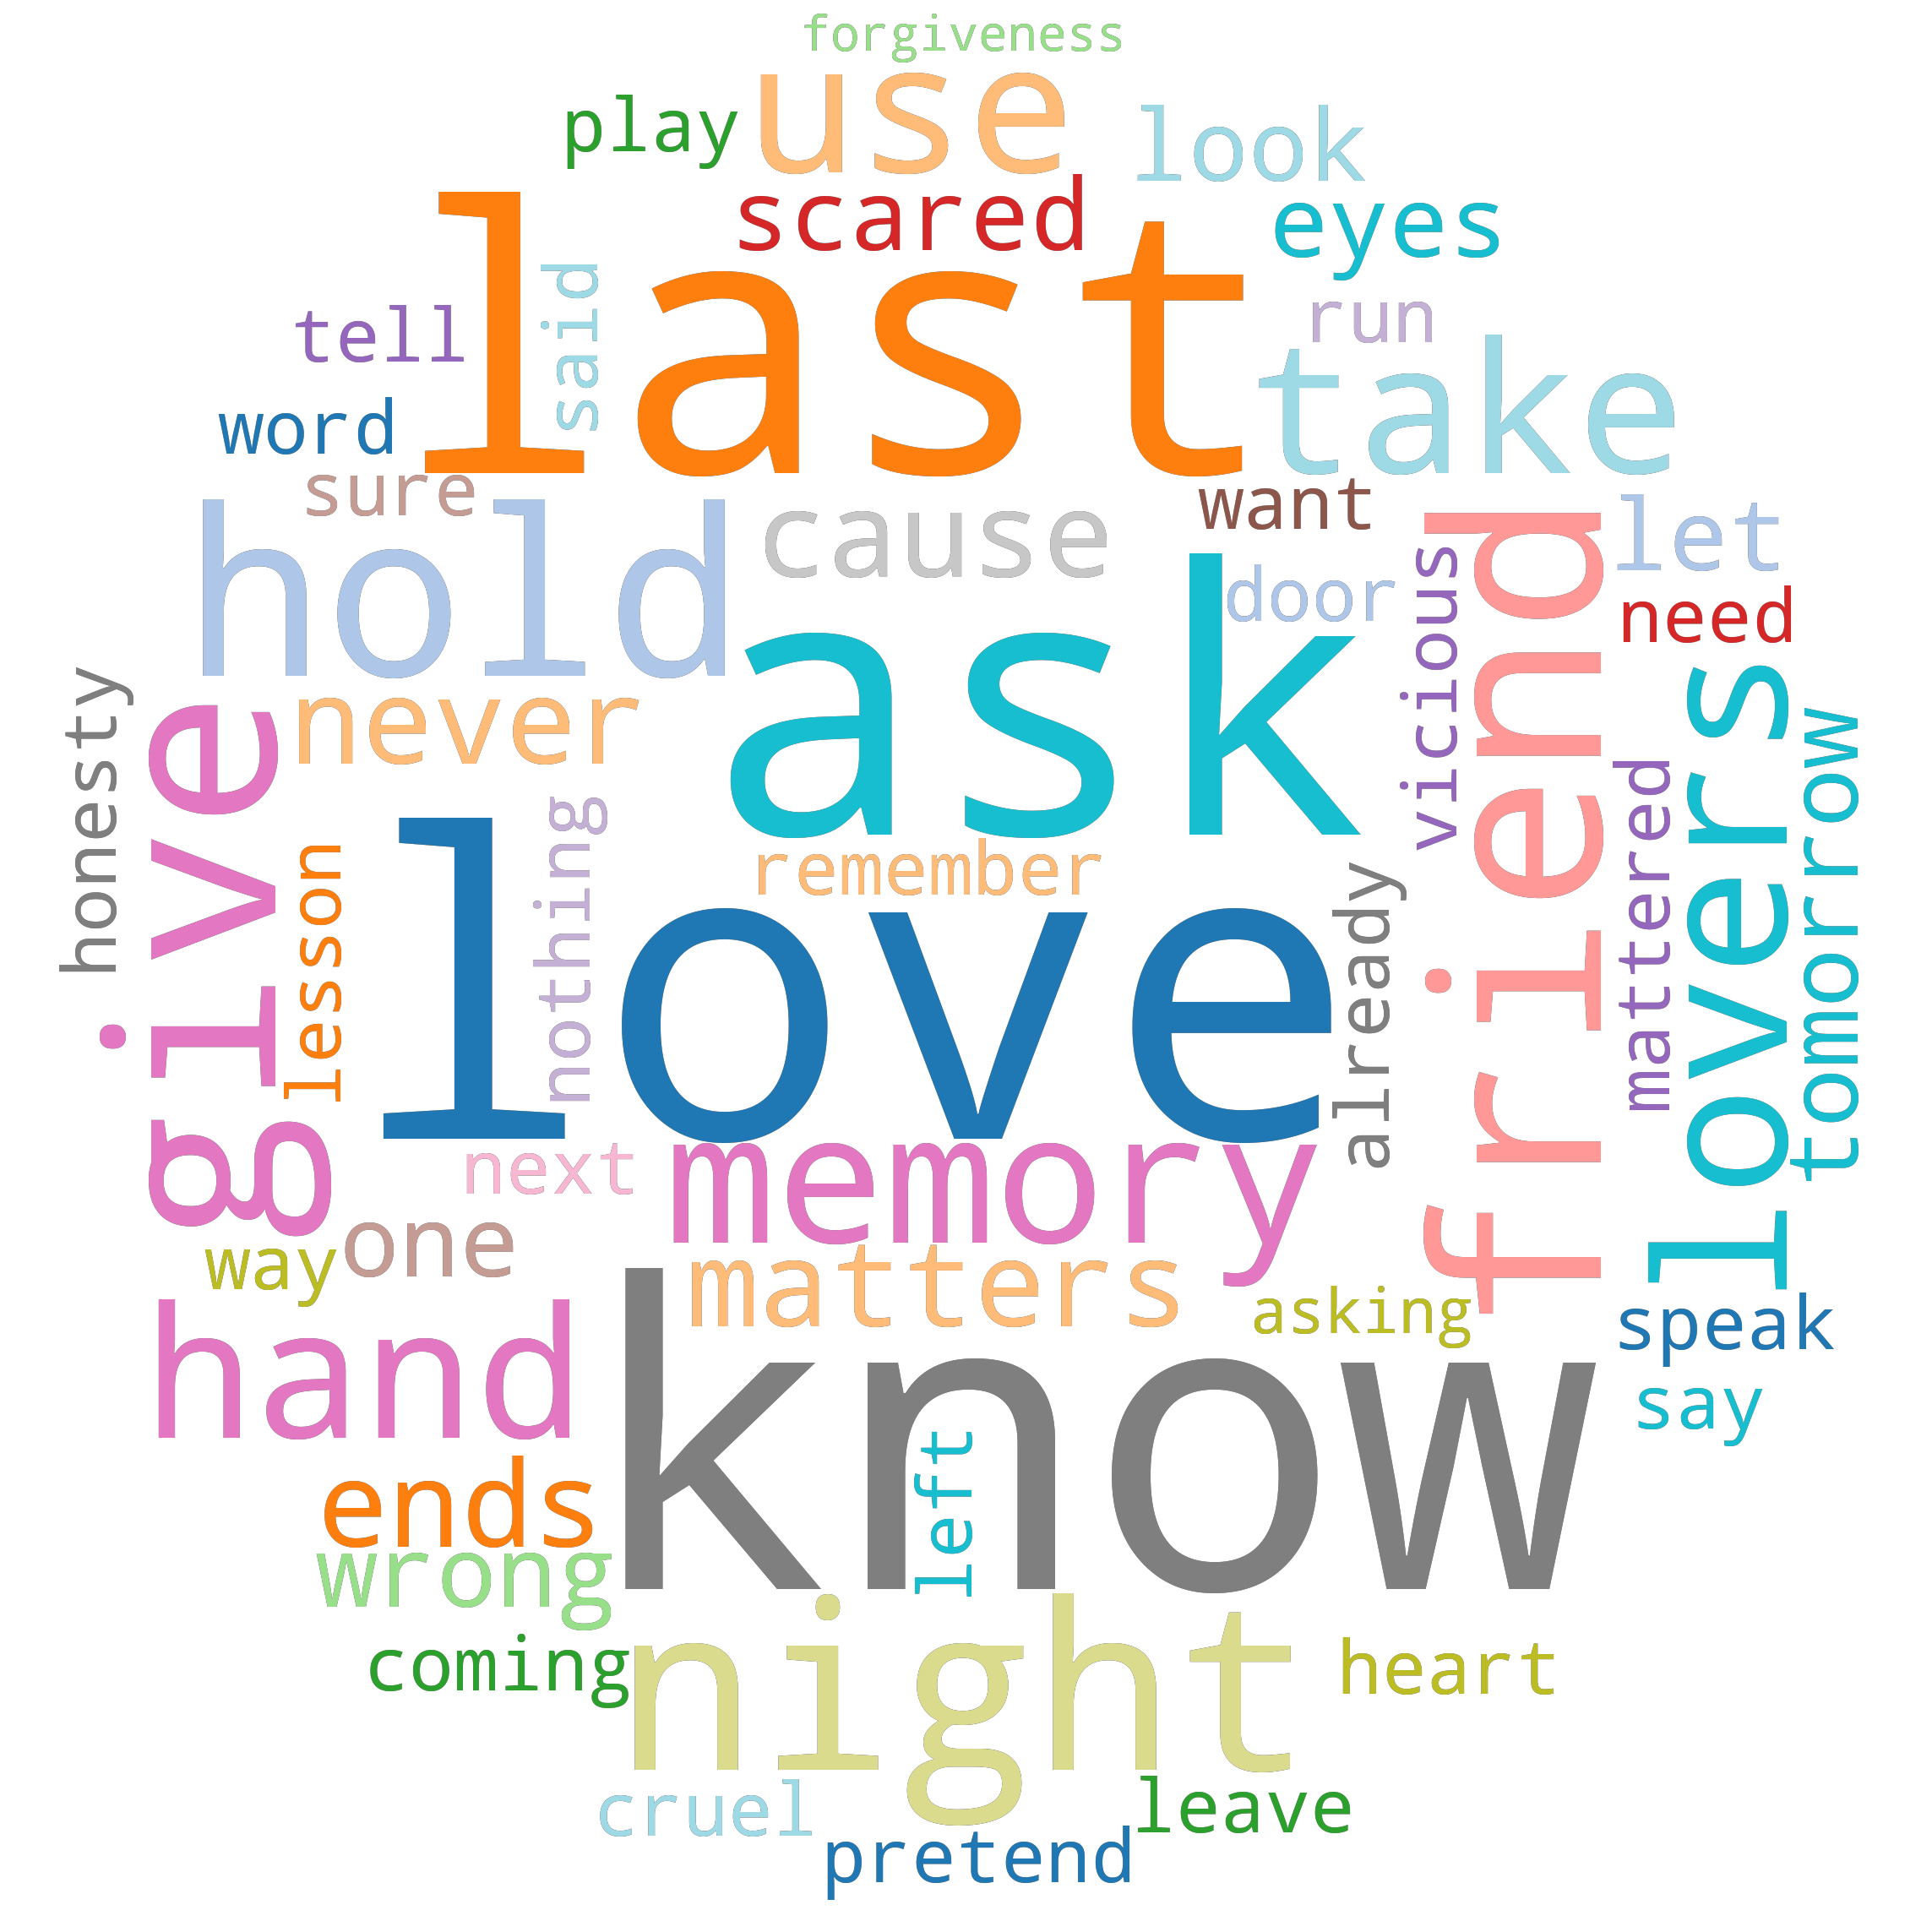 forgiveness
use
play
look
scared
eyes
last
said
tell
run
take
word
sure
want
hold
cause
friend
let
vicious
door
need
ask
never
give
honesty
lovers
tomorrow
mattered
nothing
lesson
love
remember
already
next
memory
one
way
matters
asking
speak
hand
know
say
left
ends
wrong
night
coming
heart
cruel
leave
pretend